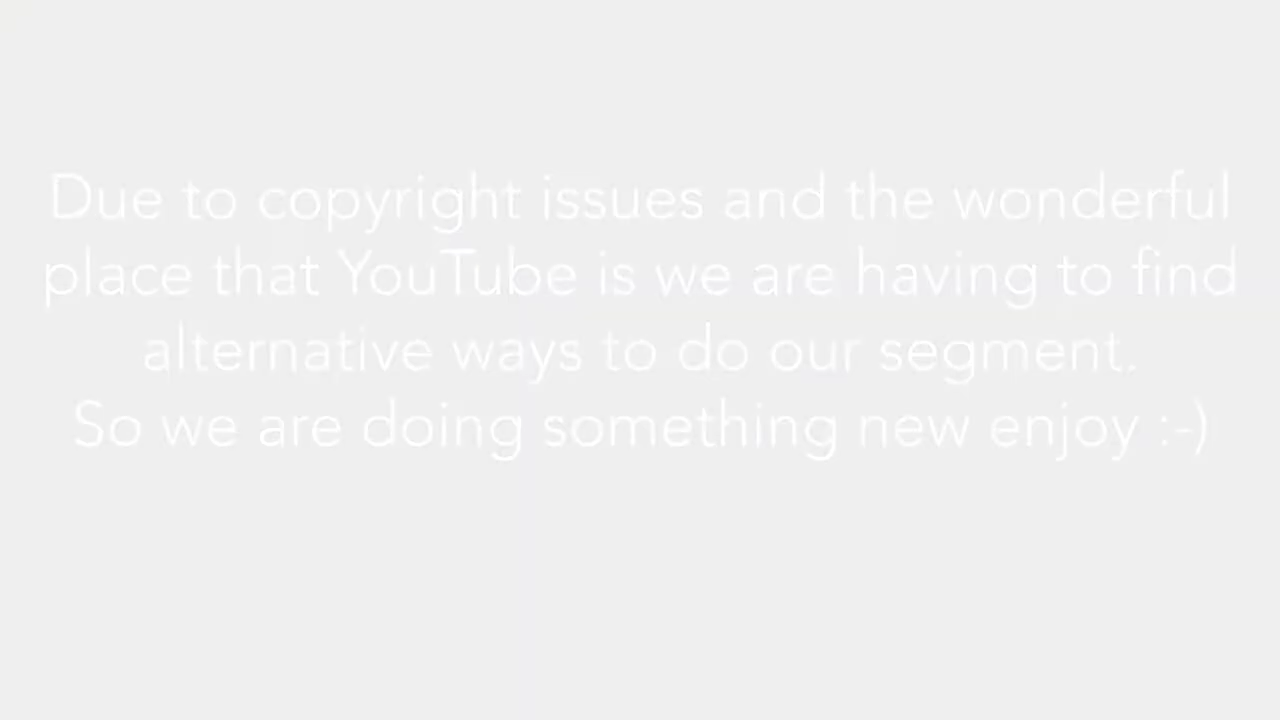 Due to copyright issues and the wonderful
place that YouTube is we are having to find
alternative ways to do our segment.
So we are doing something new enjoy :-)